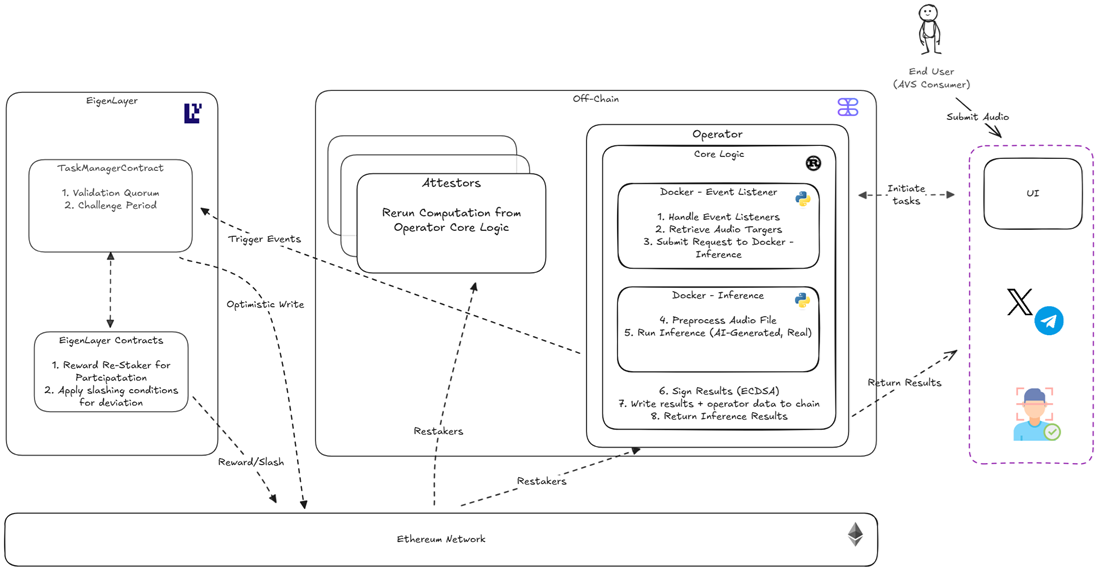 End User
(AVS Consumer)
Submit Audio
EigenLayer
TaskManagerContract
1. Validation Quorum
2. Challenge Period
Trigger Events
Optimistic Write
EigenLayer Contracts
1. Reward Re-Staker for
Partcipatation
2. Apply slashing conditions
for deviation
Reward/Slash
Off-Chain
Attestors
Rerun Computation from
Operator Core Logic
Restakers
Restakers
Operator
Core Logic
Docker - Event Listener
1. Handle Event Listeners
2. Retrieve Audio Targers
3. Submit Request to Docker -
Inference
Docker - Inference
4. Preprocess Audio File
5. Run Inference (AI-Generated, Real)
6. Sign Results (ECDSA)
7. Write results + operator data to chain
8. Return Inference Results
Initiate
tasks
Return Results
UI
Ethereum Network